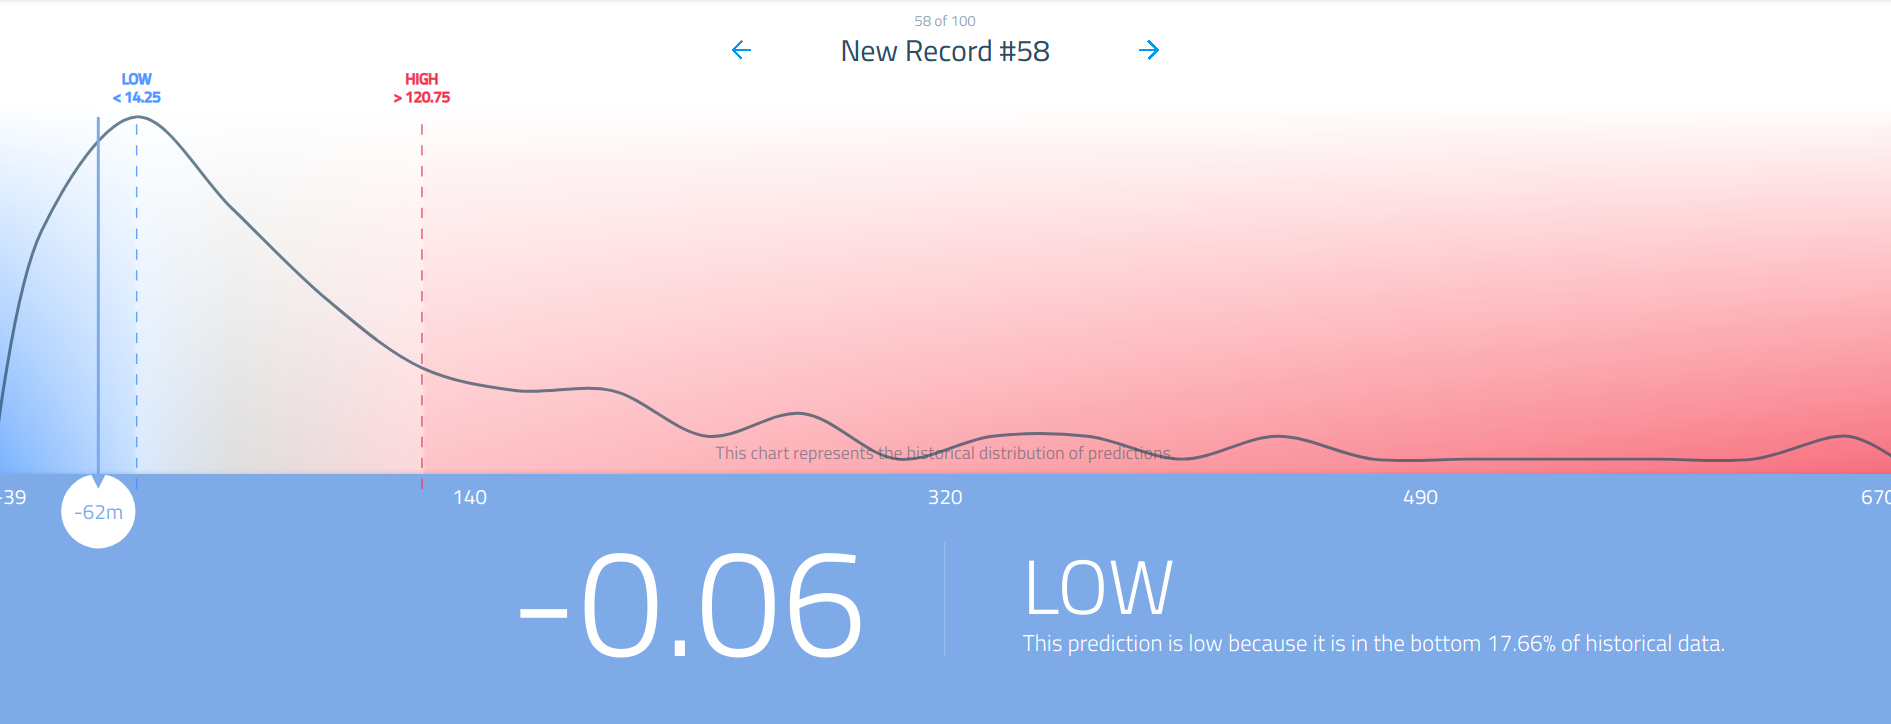 58 of 100
New Record #58
LOW
< 14.25
HIGH
> 120.75
This chart represents the historical distribution of predictions.
-39
140
320
490
670
-62m
-0.06
LOW
This prediction is low because it is in the bottom 17.66% of historical data.